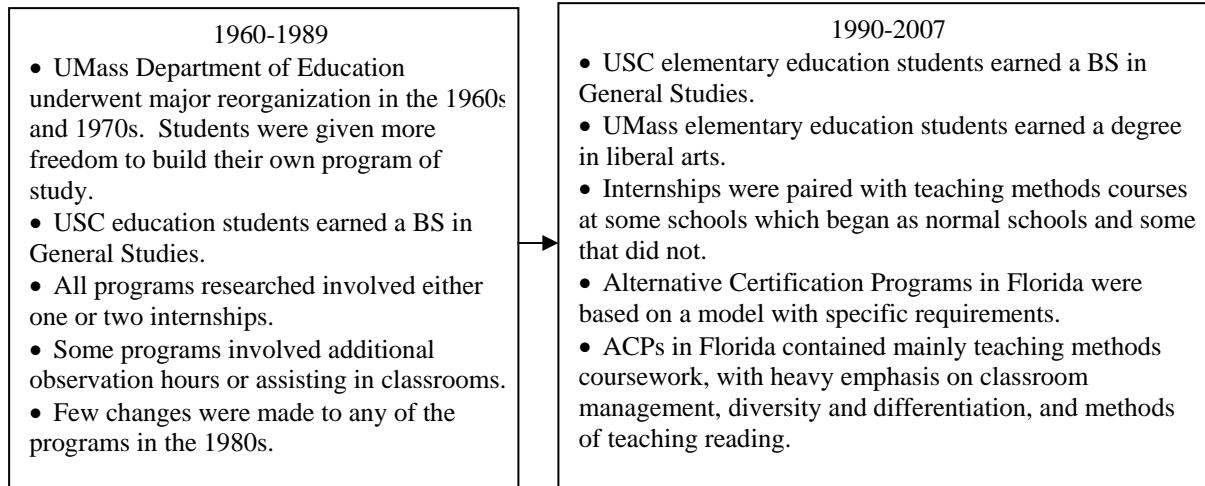 1960-1989
• UMass Department of Education
underwent major reorganization in the 1960s
and 1970s.  Students were given more
freedom to build their own program of
study.
• USC education students earned a BS in
General Studies.
• All programs researched involved either
one or two internships.
• Some programs involved additional
observation hours or assisting in classrooms.
• Few changes were made to any of the
programs in the 1980s.
1990-2007
• USC elementary education students earned a BS in
General Studies.
• UMass elementary education students earned a degree
in liberal arts.
• Internships were paired with teaching methods courses
at some schools which began as normal schools and some
that did not.
• Alternative Certification Programs in Florida were
based on a model with specific requirements.
• ACPs in Florida contained mainly teaching methods
coursework, with heavy emphasis on classroom
management, diversity and differentiation, and methods
of teaching reading.